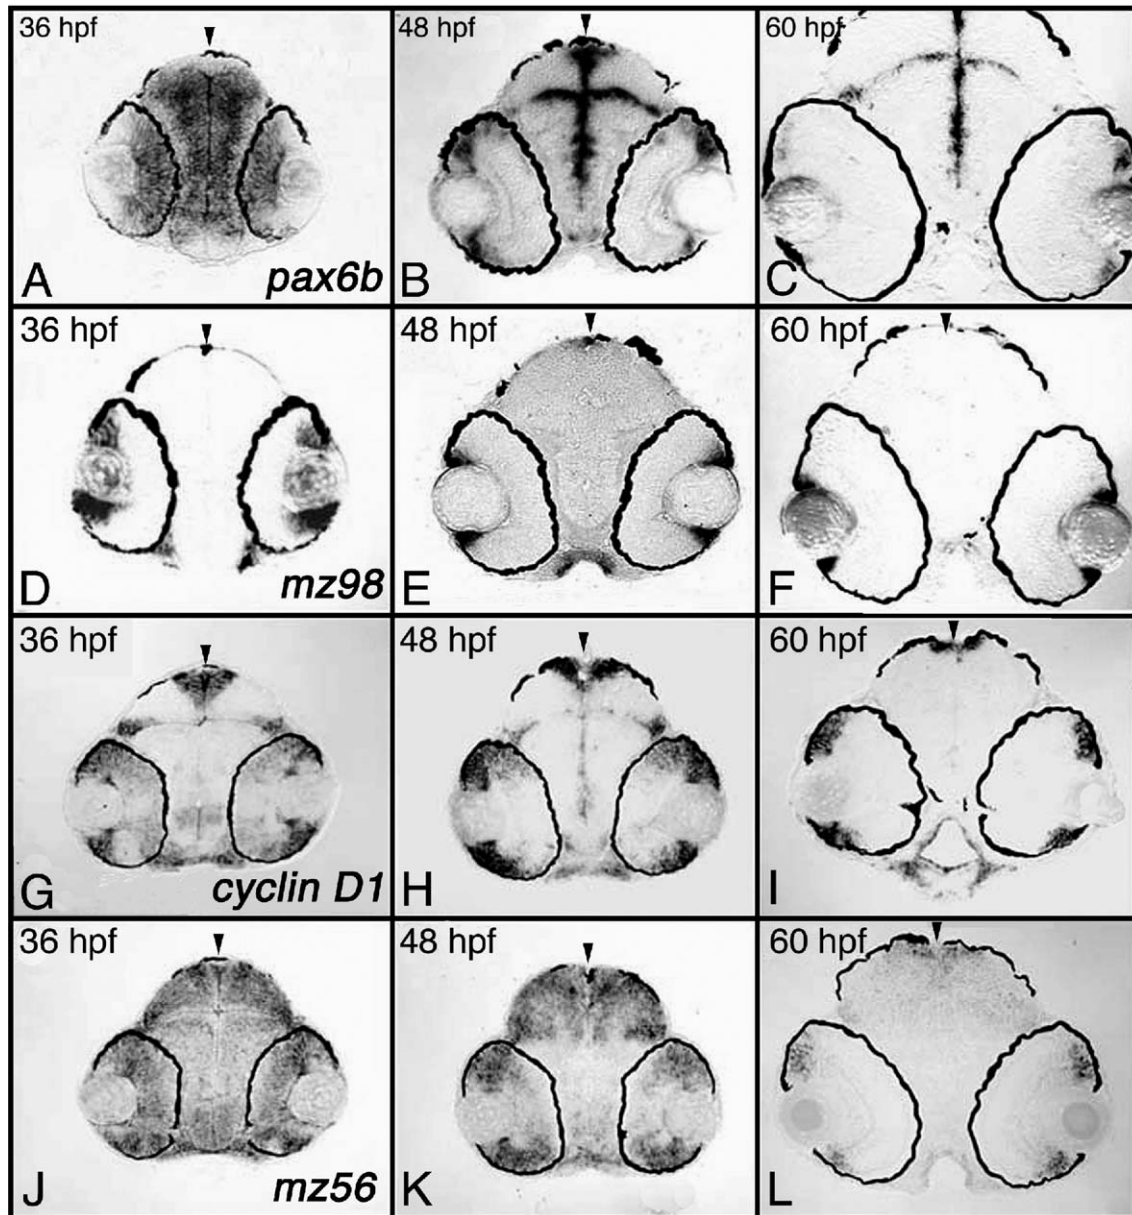 36 hpf
48 hpf
60 hpf
A
pax6b
B
C
36 hpf
48 hpf
60 hpf
D
mz98
E
F
36 hpf
48 hpf
60 hpf
G
cyclin D1
H
I
36 hpf
48 hpf
60 hpf
J
mz56
K
L